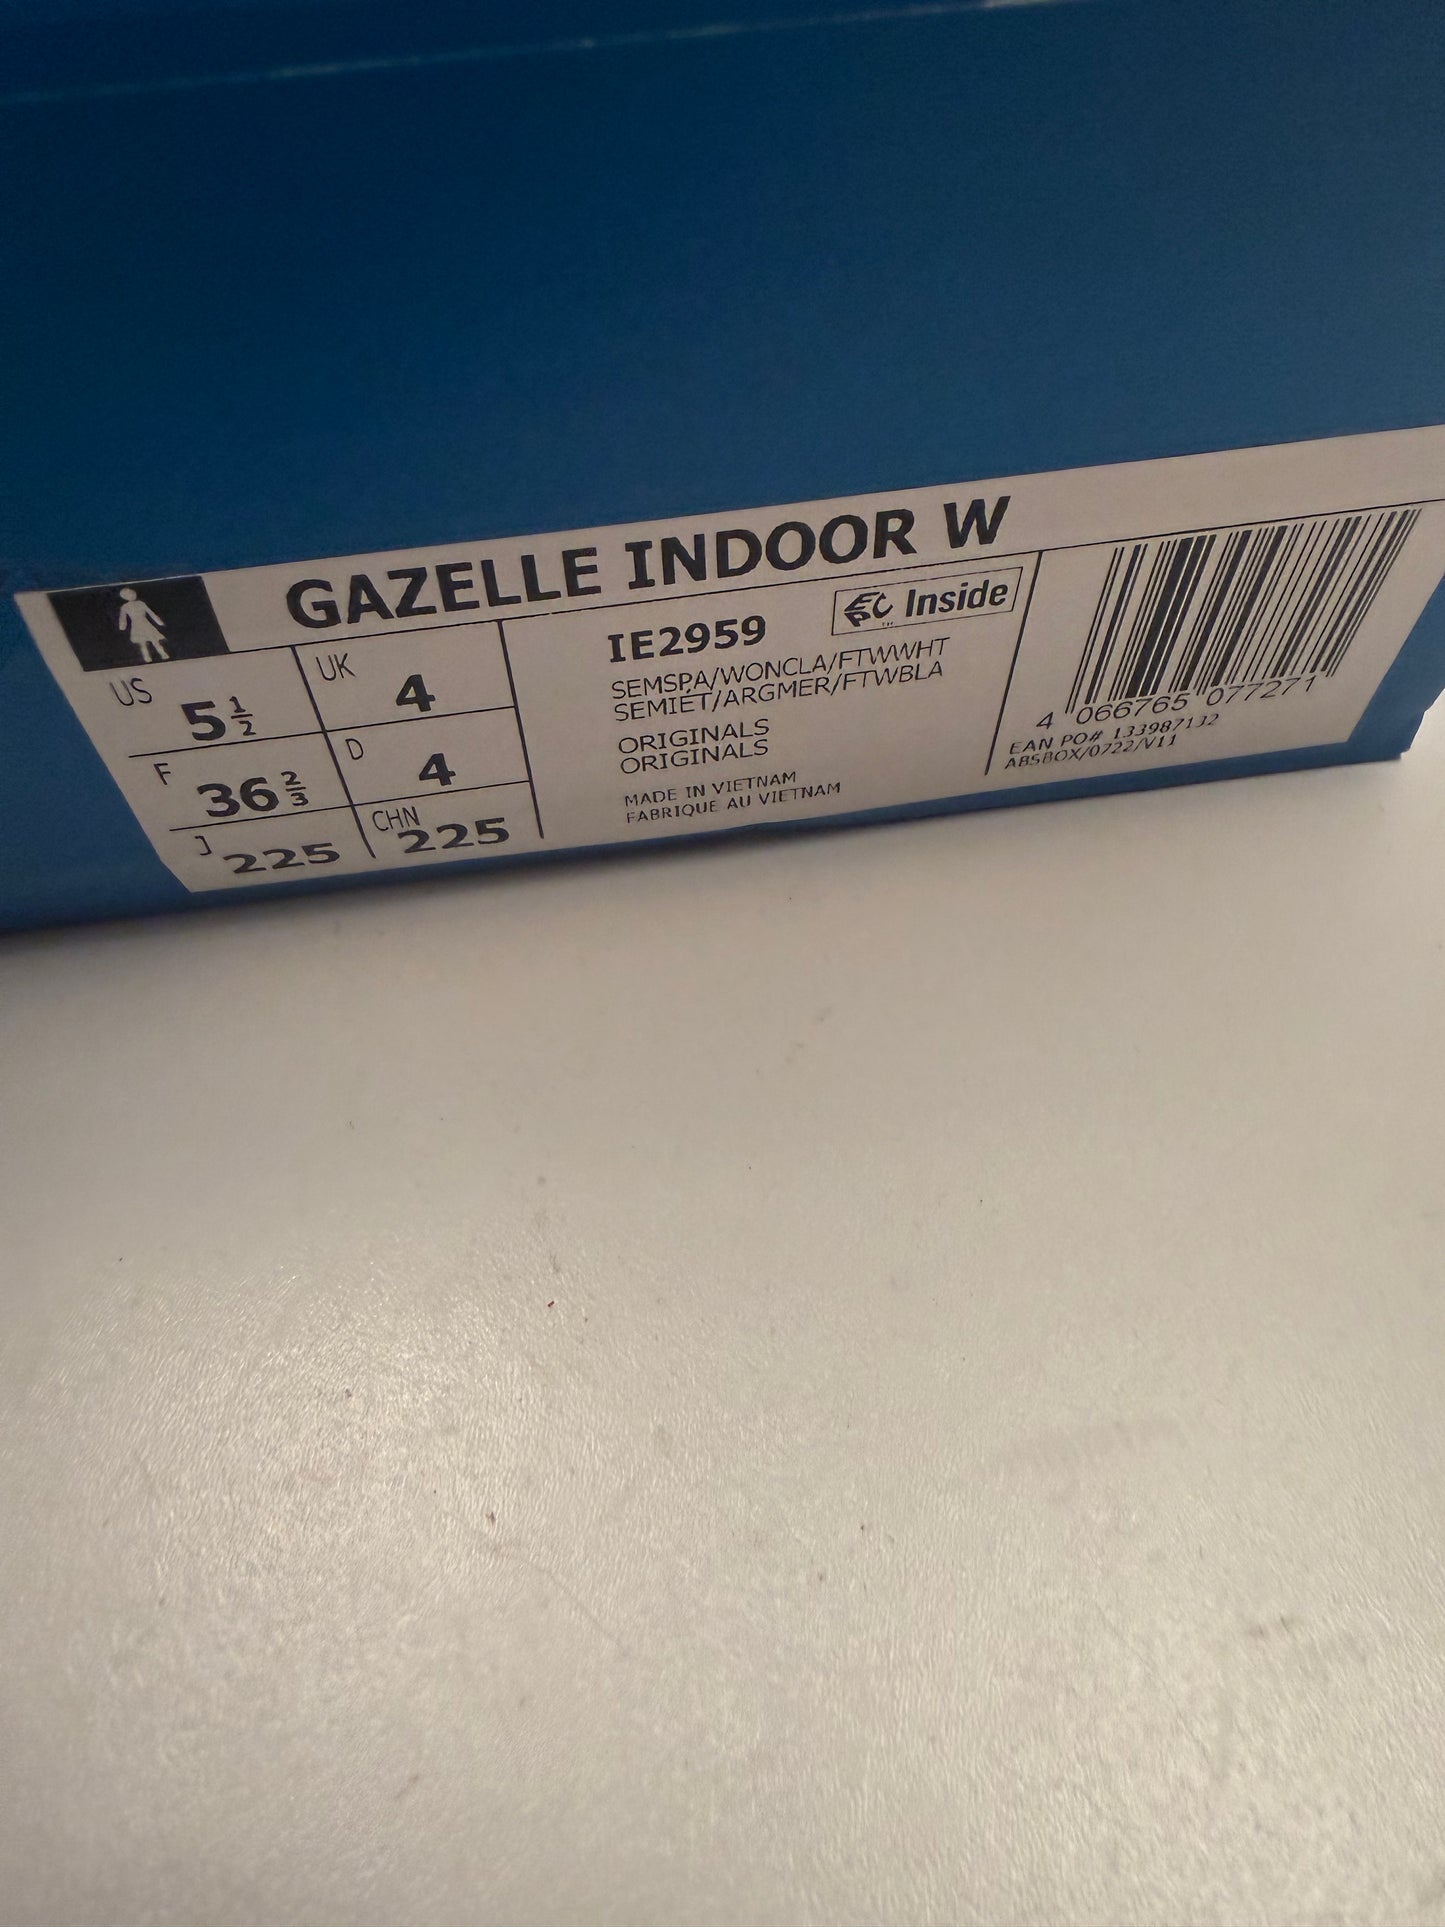 GAZELLE INDOOR W
US 5 1/2
UK 4
F 36 2/3
D 4
J 225
CHN 225
IE2959
EPC Inside
SEMSPA/WONCLA/FTWWHT
SEMIET/ARGMER/FTWBLA
ORIGINALS
ORIGINALS
MADE IN VIETNAM
FABRIQUE AU VIETNAM
4 066765 077271
EAN PO# 133987132
ABSBOX/0722/V11